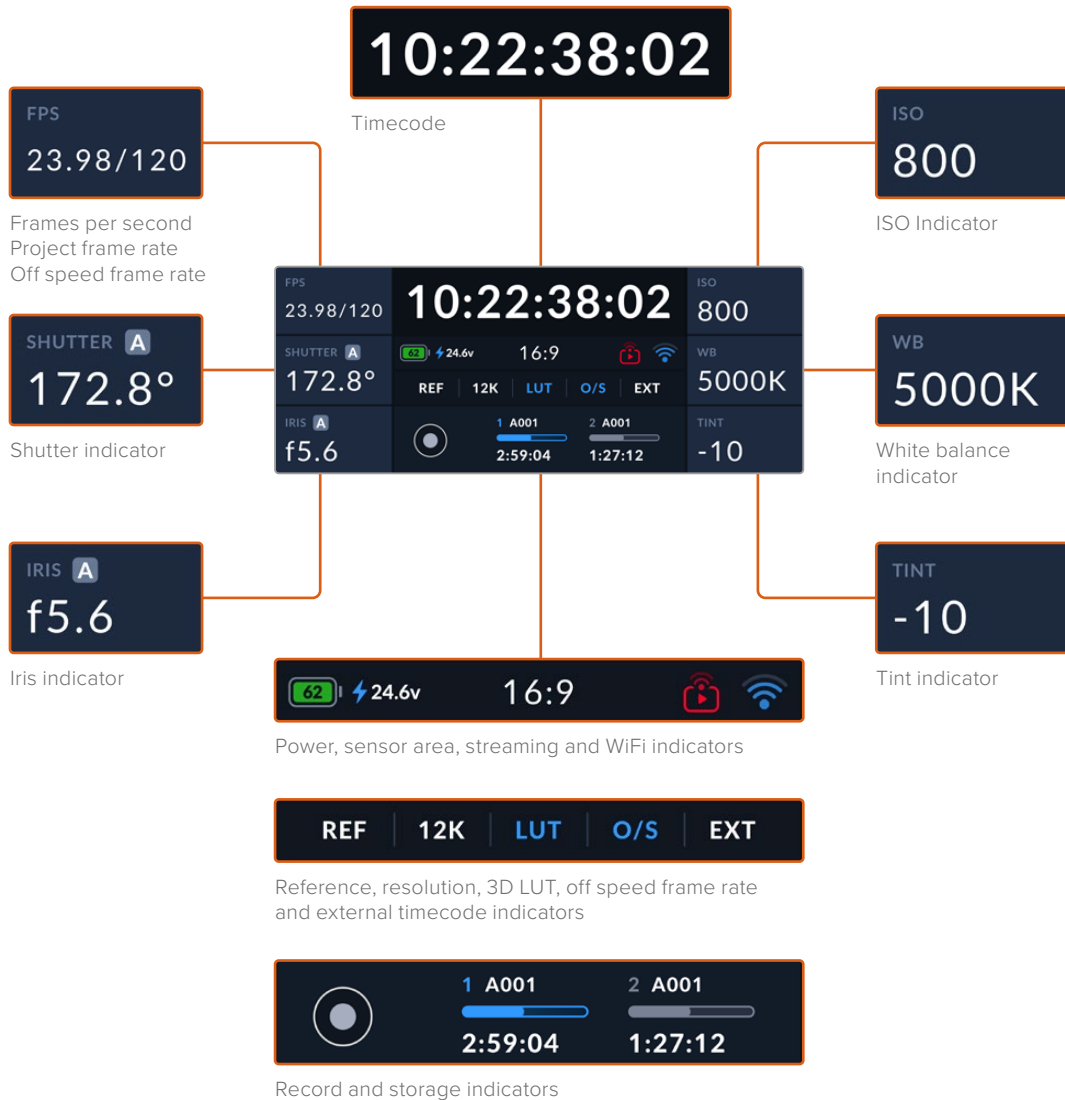 10:22:38:02
Timecode
FPS
23.98/120
Frames per second
Project frame rate
Off speed frame rate
ISO
800
ISO Indicator
SHUTTER A
172.8°
Shutter indicator
FPS
23.98/120
10:22:38:02
ISO
800
SHUTTER A
172.8°
62 24.6v 16:9
WB
5000K
REF 12K LUT O/S EXT
IRIS A
f5.6
1 A001 2 A001
2:59:04 1:27:12
TINT
-10
WB
5000K
White balance
indicator
IRIS A
f5.6
Iris indicator
TINT
-10
Tint indicator
62 24.6v 16:9
Power, sensor area, streaming and WiFi indicators
REF 12K LUT O/S EXT
Reference, resolution, 3D LUT, off speed frame rate
and external timecode indicators
1 A001 2 A001
2:59:04 1:27:12
Record and storage indicators